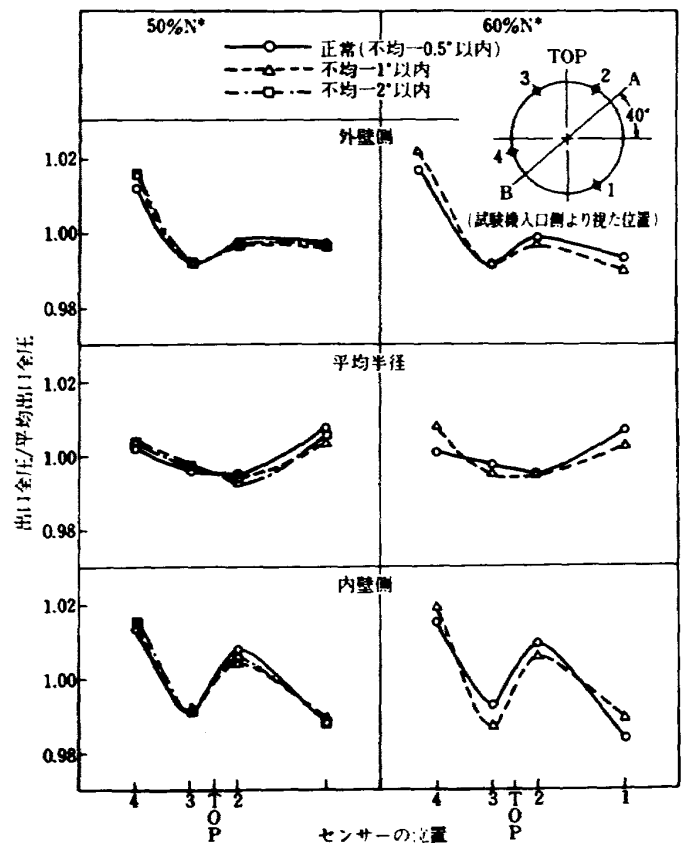 50%N* 60%N*
正常(不均一0.5°以内)
不均一1°以内
不均一2°以内
TOP
3 2 A
40°
4
B 1
(試験機入口側より視た位置)
外壁側
1.02
1.00
0.98
平均半径
1.02
1.00
0.98
内壁側
1.02
1.00
0.98
出口全圧/平均出口全圧
4 3 TOP 2 4 3 TOP 2 1
センサーの位置